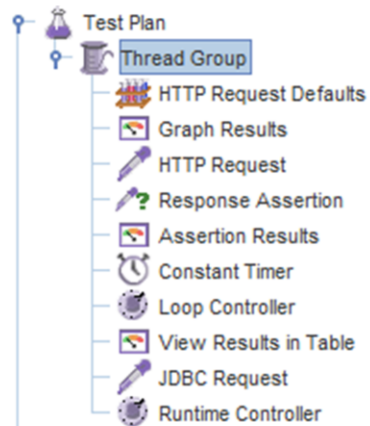 Test Plan
Thread Group
HTTP Request Defaults
Graph Results
HTTP Request
Response Assertion
Assertion Results
Constant Timer
Loop Controller
View Results in Table
JDBC Request
Runtime Controller